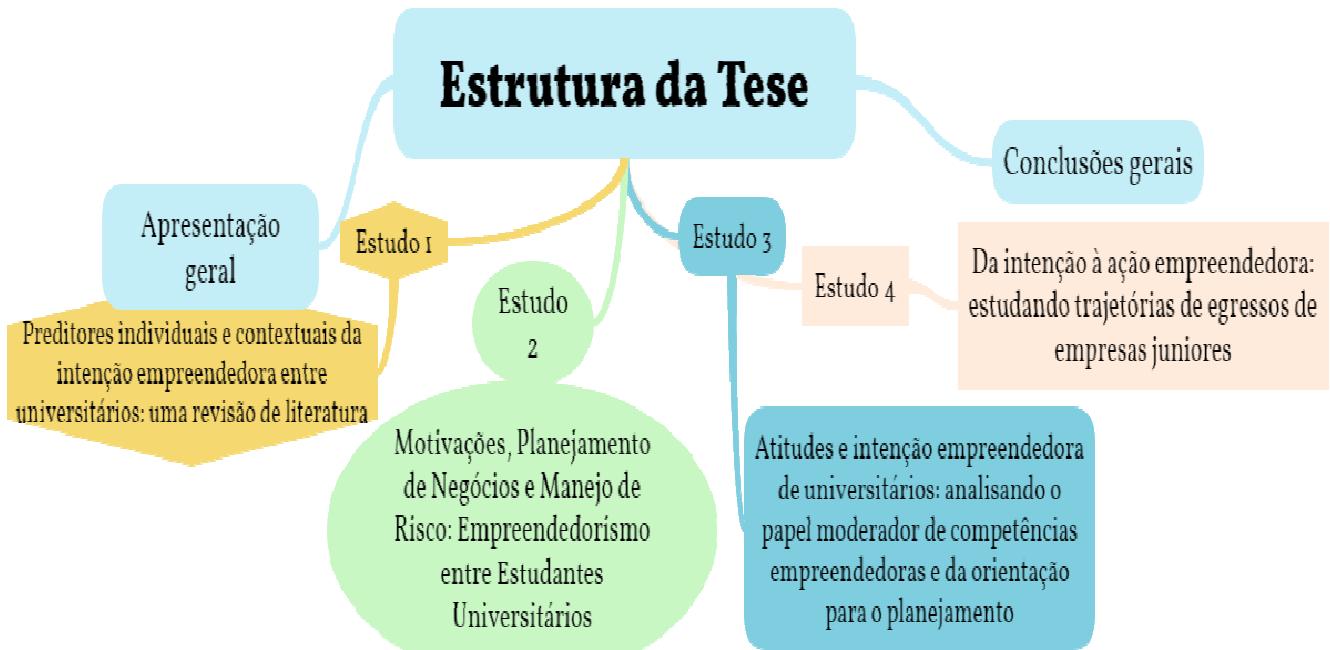 Estrutura da Tese
Apresentação
geral
Estudo 1
Preditores individuais e contextuais da
intenção empreendedora entre
universitários: uma revisão de literatura
Estudo
2
Motivações, Planejamento
de Negócios e Manejo de
Risco: Empreendedorismo
entre Estudantes
Universitários
Estudo 3
Atitudes e intenção empreendedora
de universitários: analisando o
papel moderador de competências
empreendedoras e da orientação
para o planejamento
Estudo 4
Da intenção à ação empreendedora:
estudando trajetórias de egressos de
empresas juniores
Conclusões gerais